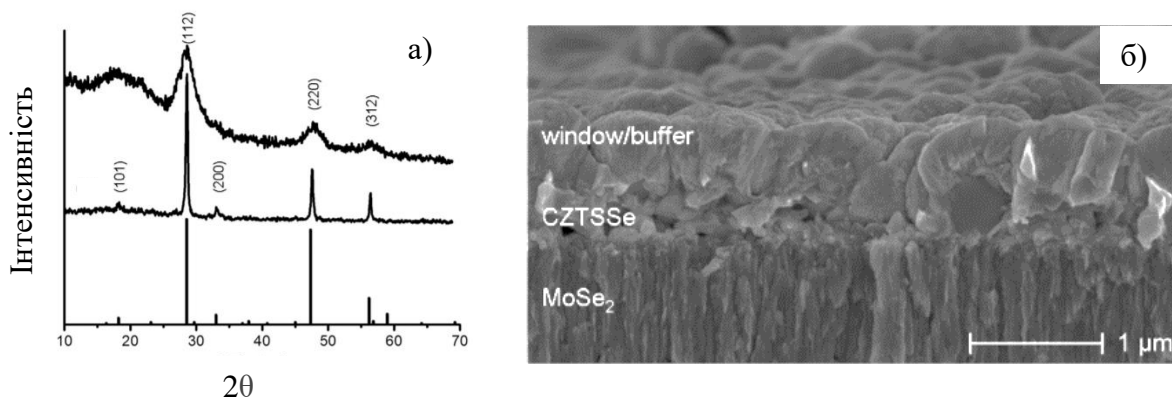 а)
(112)
(220)
(312)
(101)
(200)
Інтенсивність
10 20 30 40 50 60 70
2θ
б)
window/buffer
CZTSSe
MoSe₂
1 µm